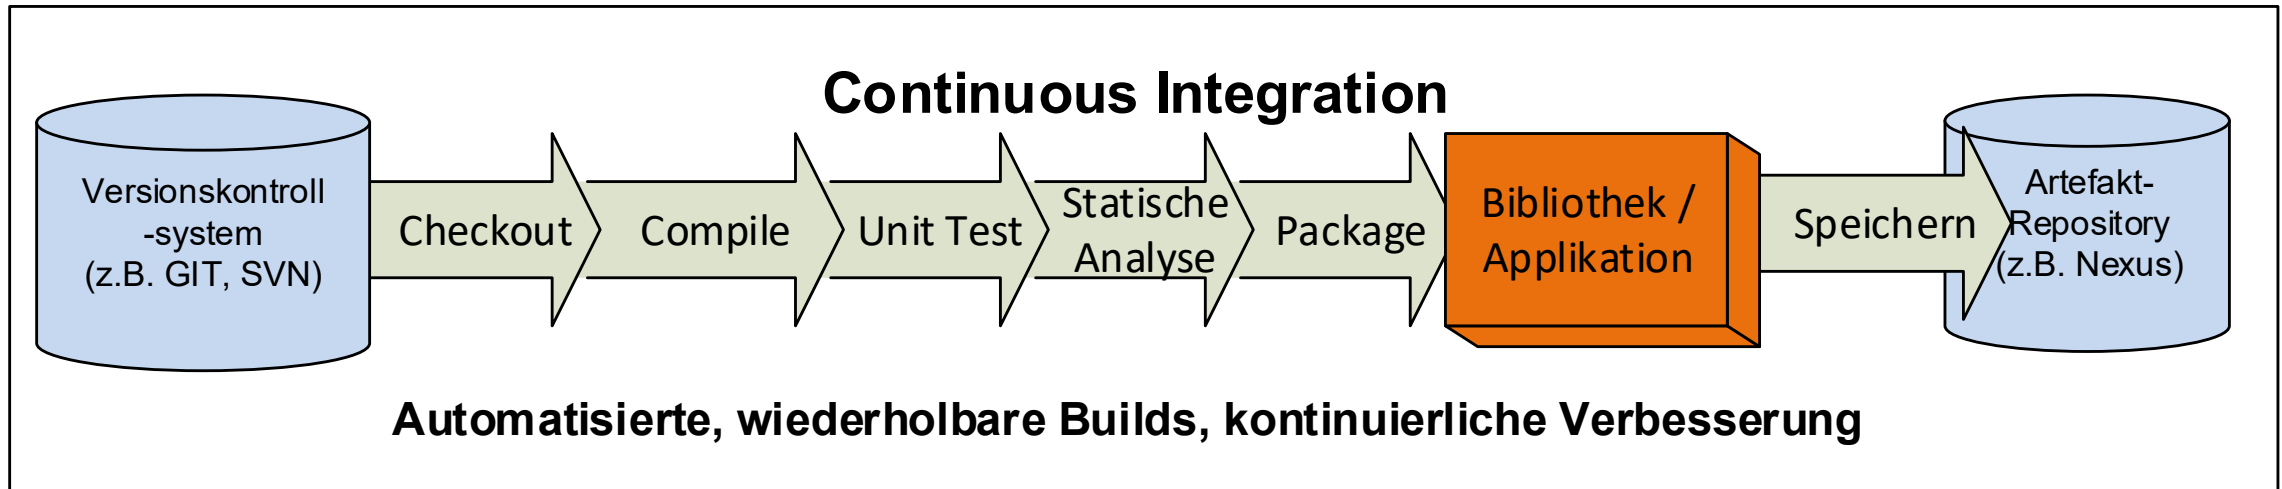 Continuous Integration
Versionskontroll
-system
(z.B. GIT, SVN)
Checkout
Compile
Unit Test
Statische
Analyse
Package
Bibliothek /
Applikation
Speichern
Artefakt-
Repository
(z.B. Nexus)
Automatisierte, wiederholbare Builds, kontinuierliche Verbesserung